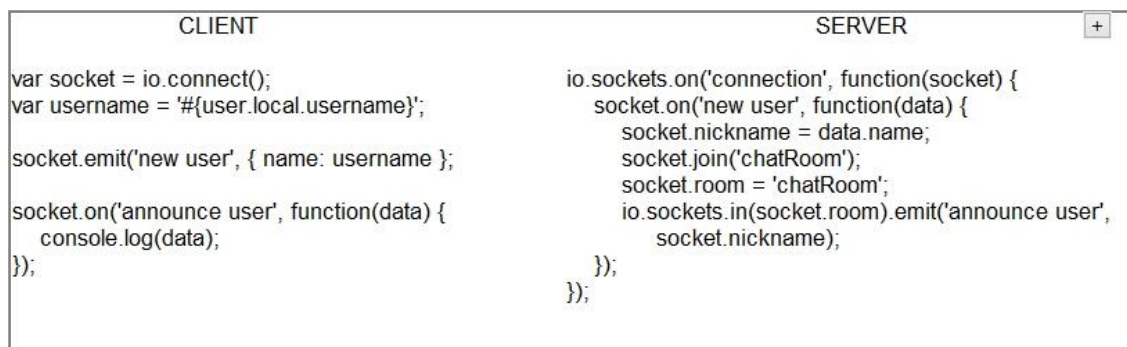 CLIENT
var socket = io.connect();
var username = '#{user.local.username}';
socket.emit('new user', { name: username };
socket.on('announce user', function(data) {
console.log(data);
});
SERVER
+
io.sockets.on('connection', function(socket) {
socket.on('new user', function(data) {
socket.nickname = data.name;
socket.join('chatRoom');
socket.room = 'chatRoom';
io.sockets.in(socket.room).emit('announce user',
socket.nickname);
});
});